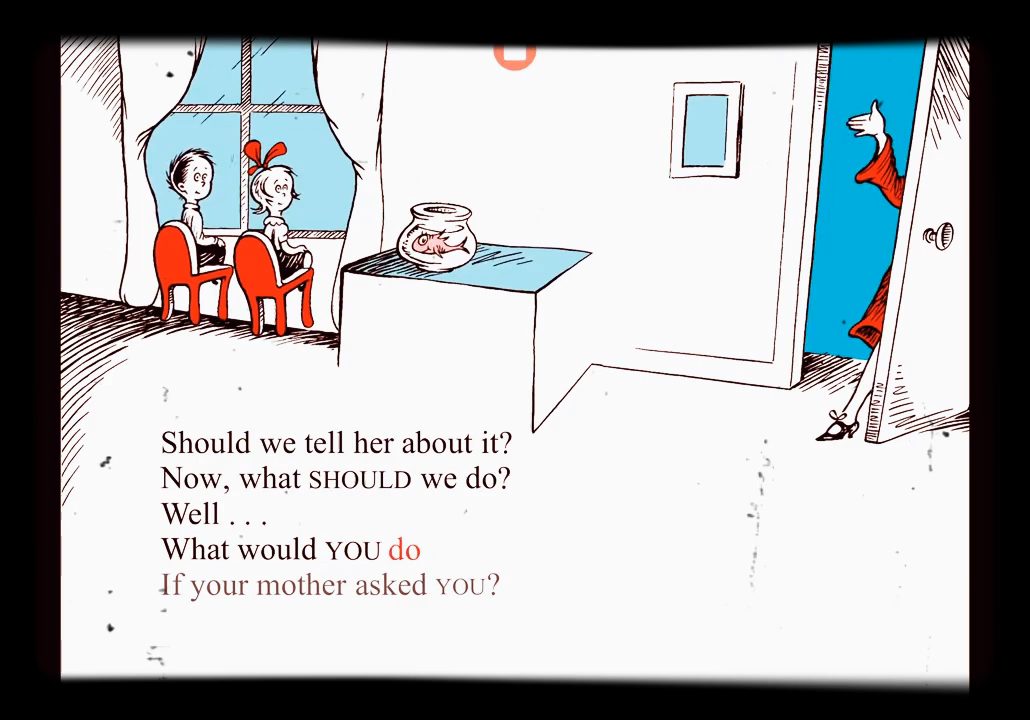 Should we tell her about it?
Now, what SHOULD we do?
Well . . .
What would YOU do
If your mother asked YOU?